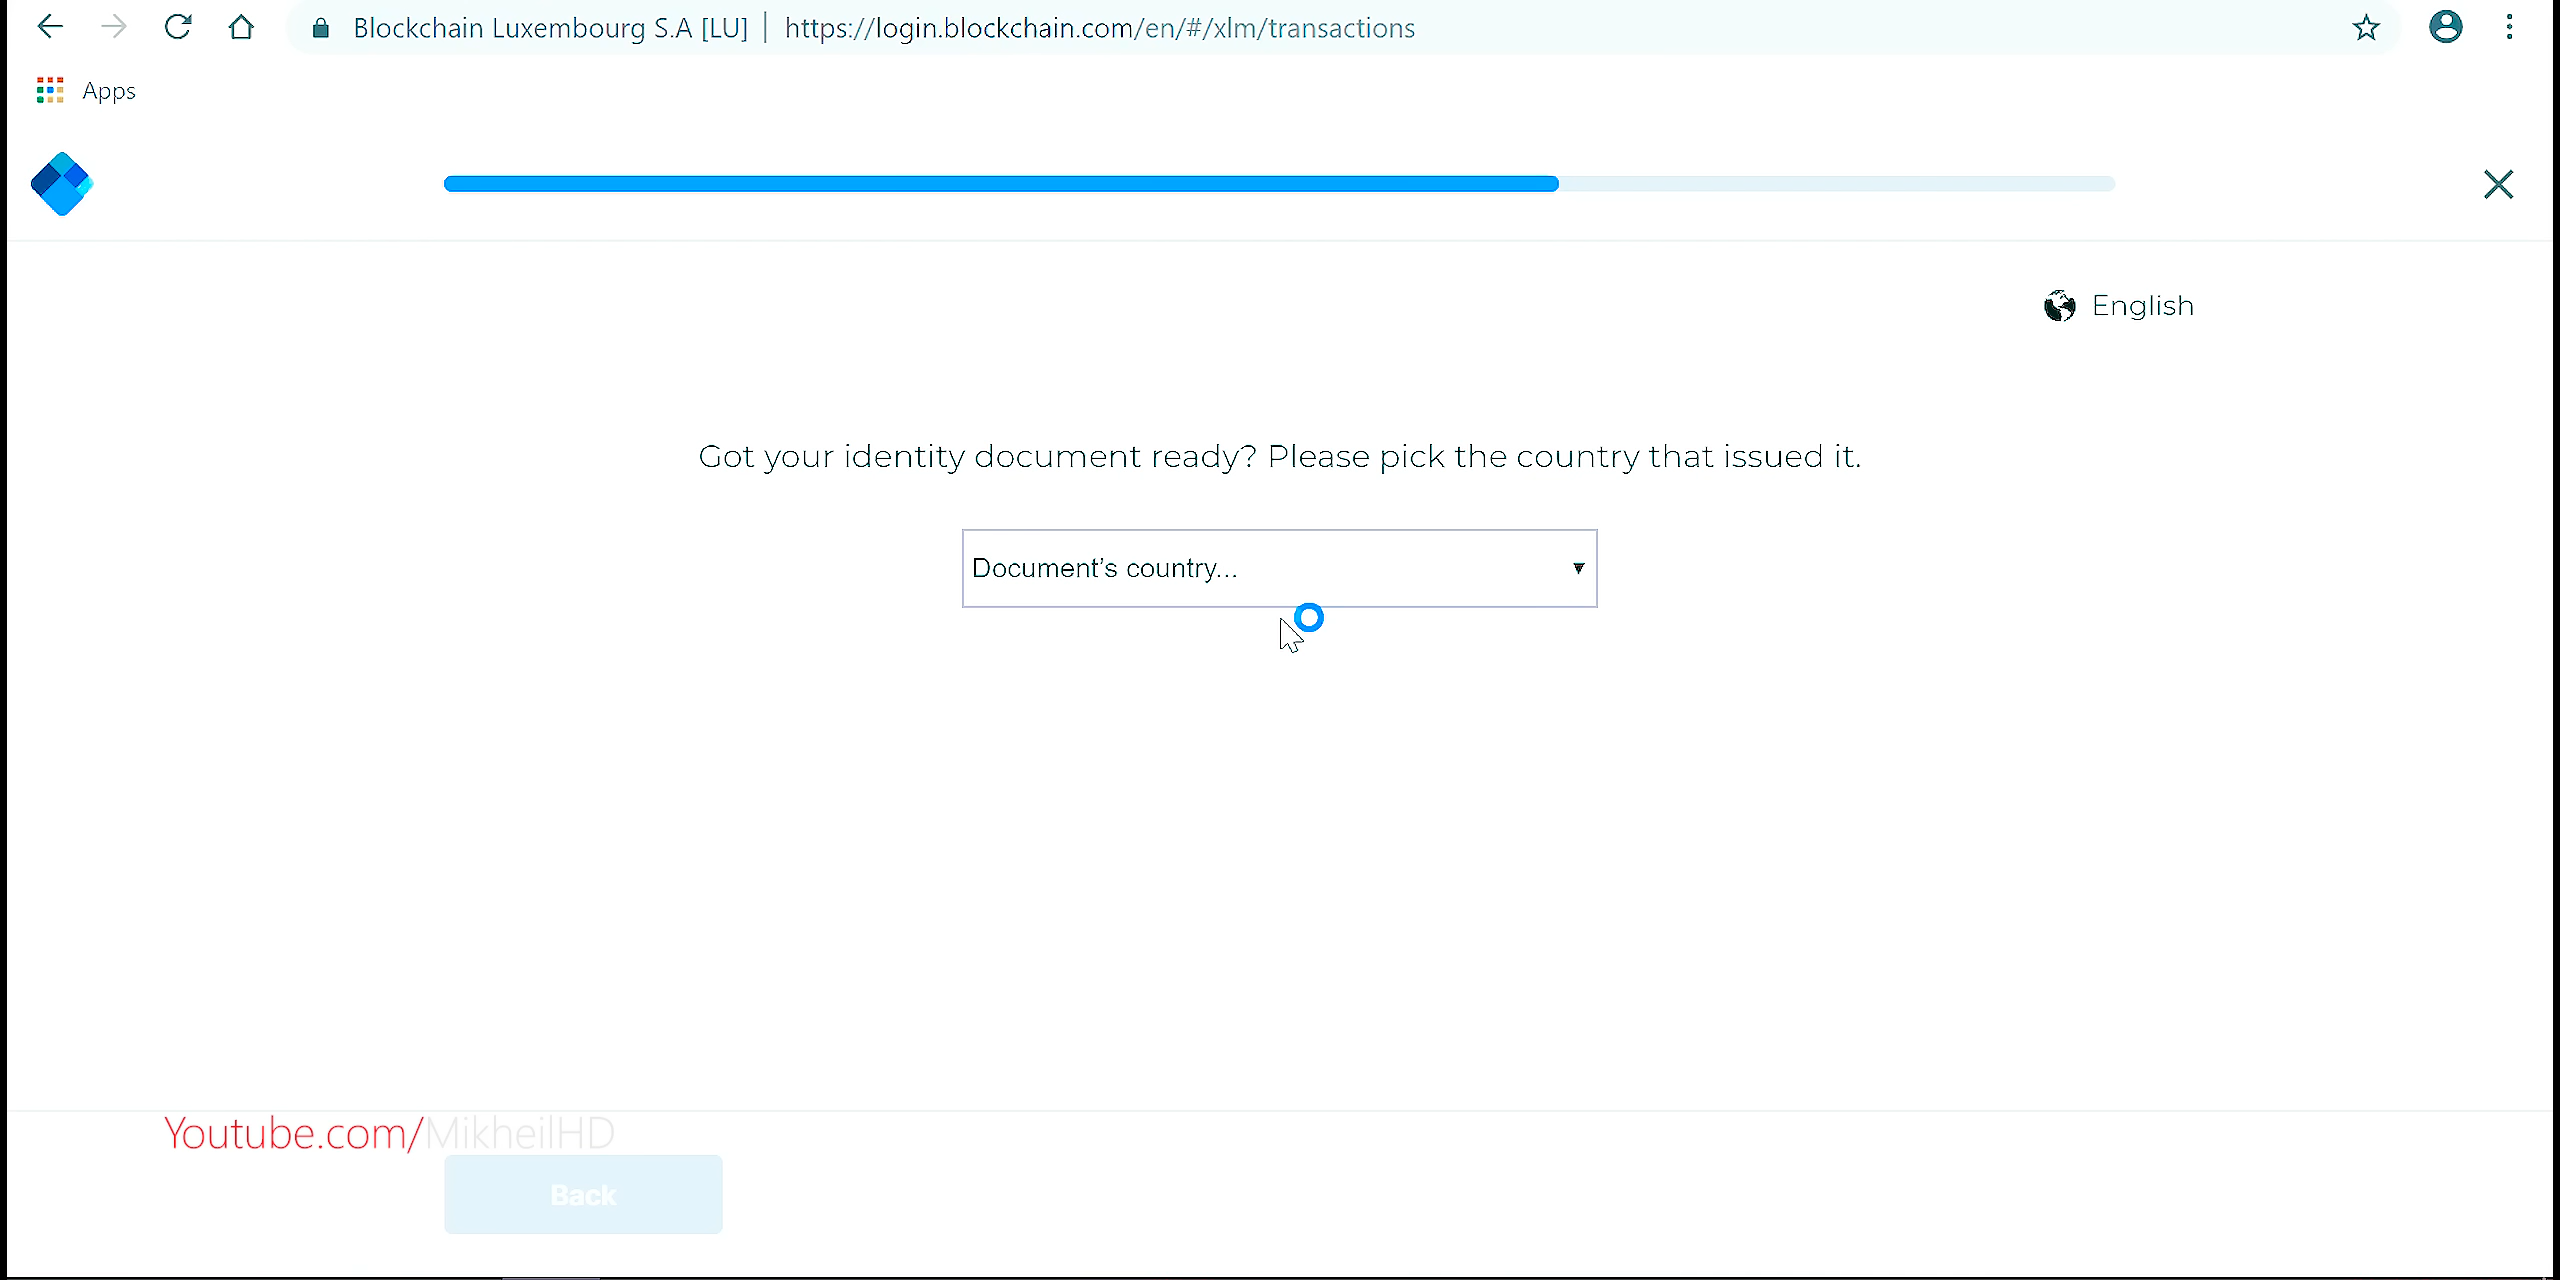 Blockchain Luxembourg S.A [LU] | https://login.blockchain.com/en/#/xlm/transactions
Apps
English
Got your identity document ready? Please pick the country that issued it.
Document’s country...
Youtube.com/MikheilHD
Back